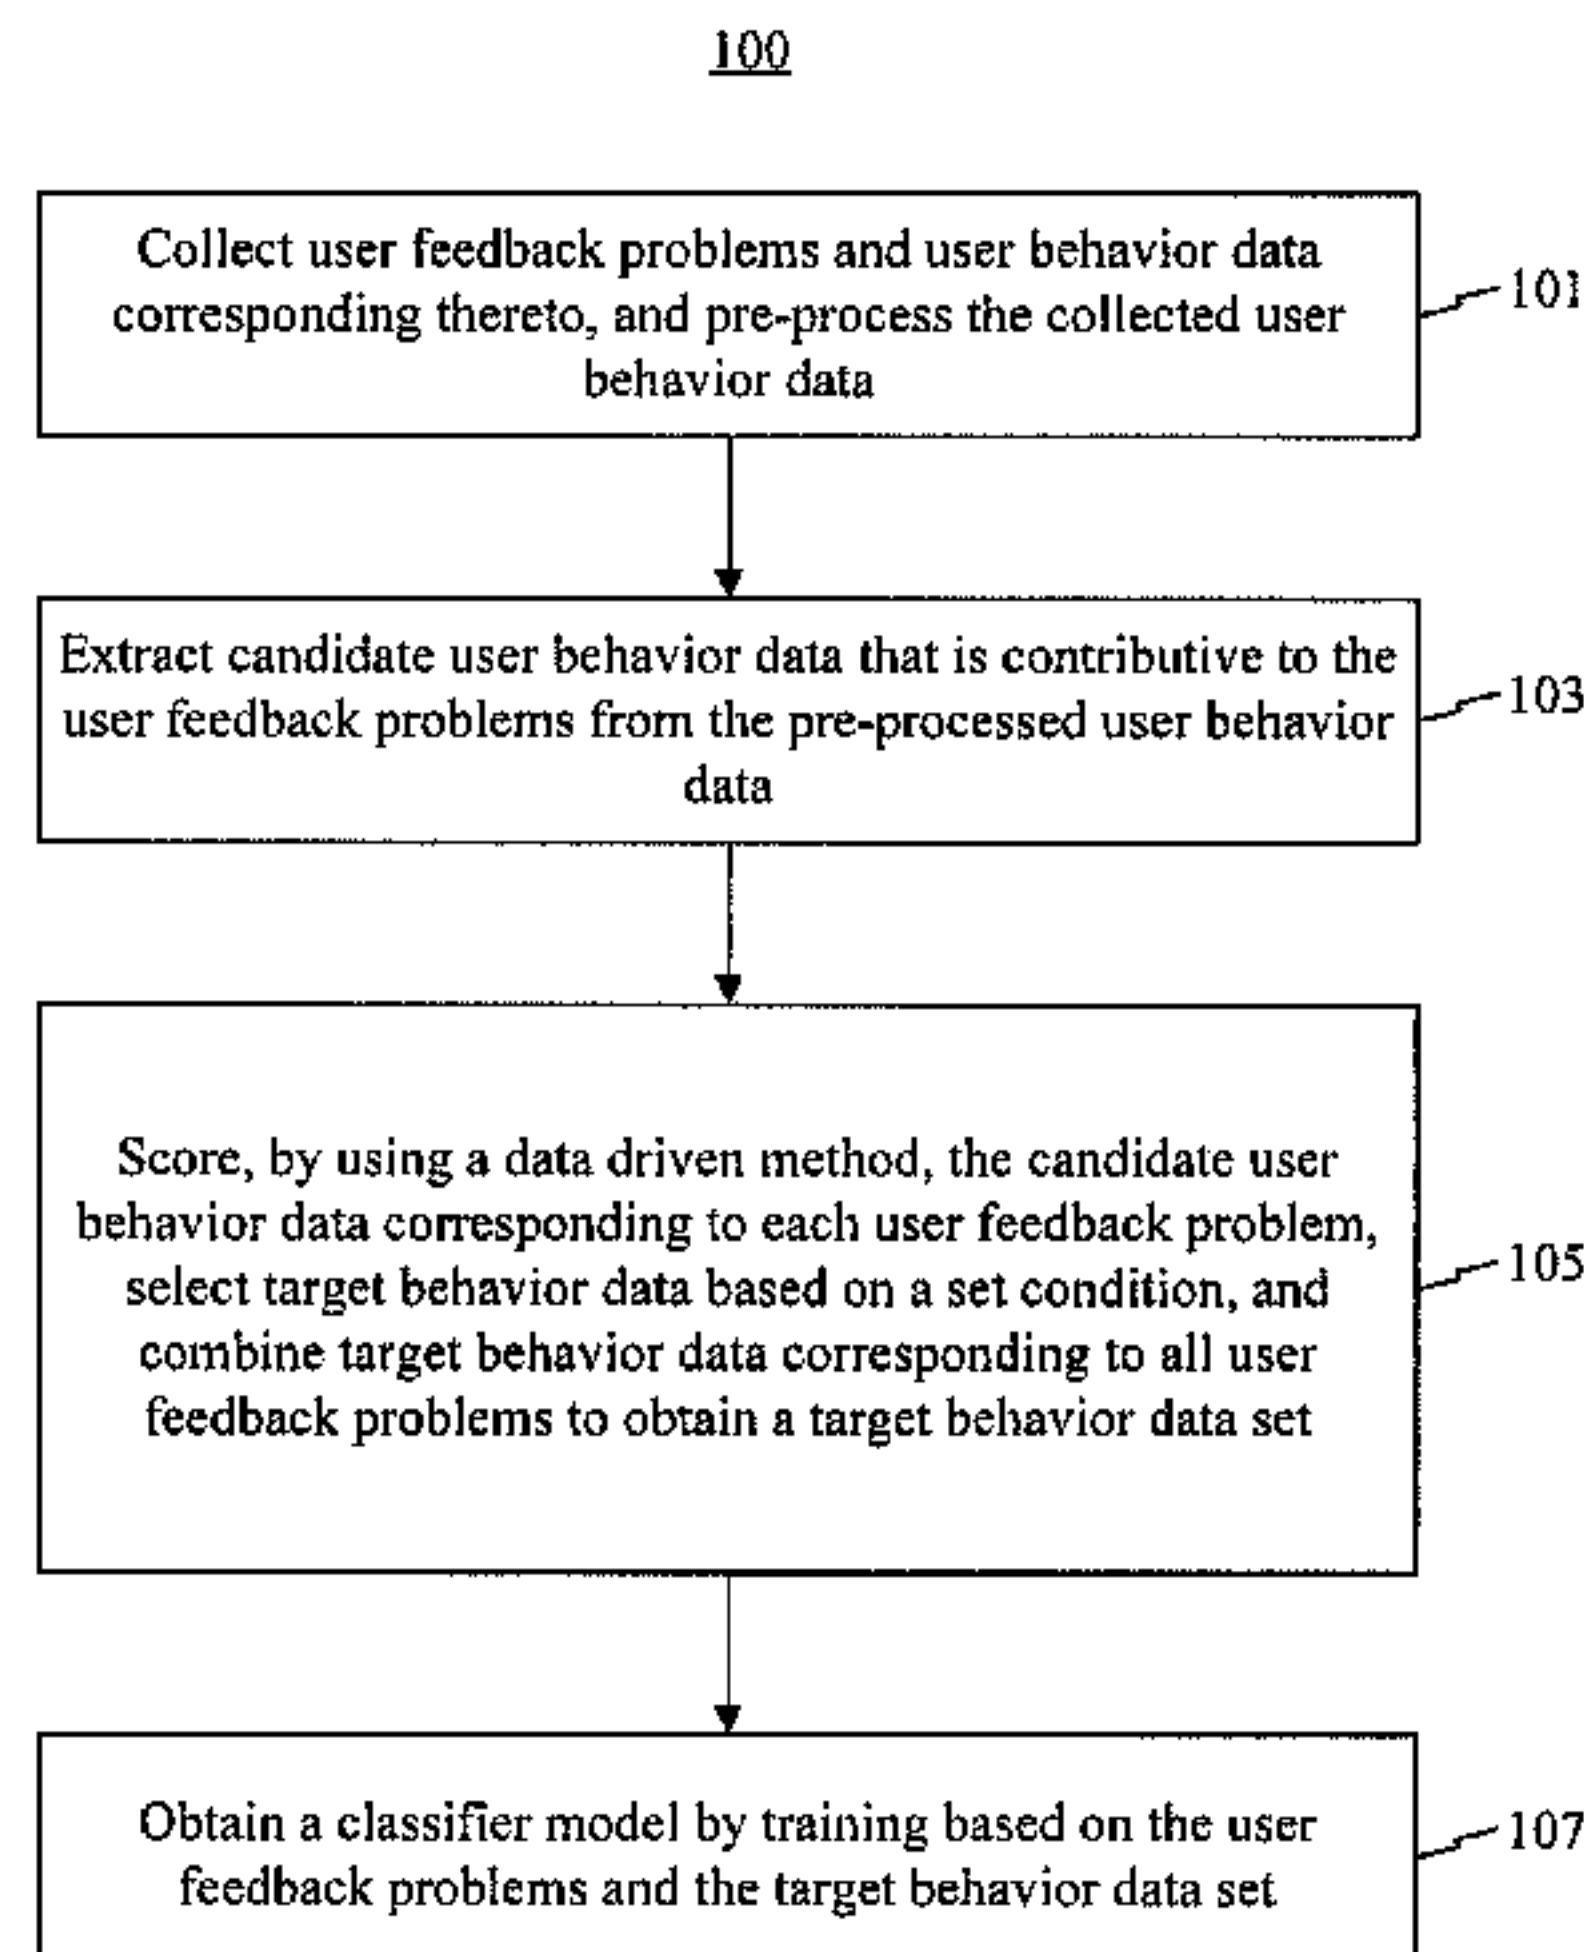 100
Collect user feedback problems and user behavior data
corresponding thereto, and pre-process the collected user
behavior data
101
Extract candidate user behavior data that is contributive to the
user feedback problems from the pre-processed user behavior
data
103
Score, by using a data driven method, the candidate user
behavior data corresponding to each user feedback problem,
select target behavior data based on a set condition, and
combine target behavior data corresponding to all user
feedback problems to obtain a target behavior data set
105
Obtain a classifier model by training based on the user
feedback problems and the target behavior data set
107